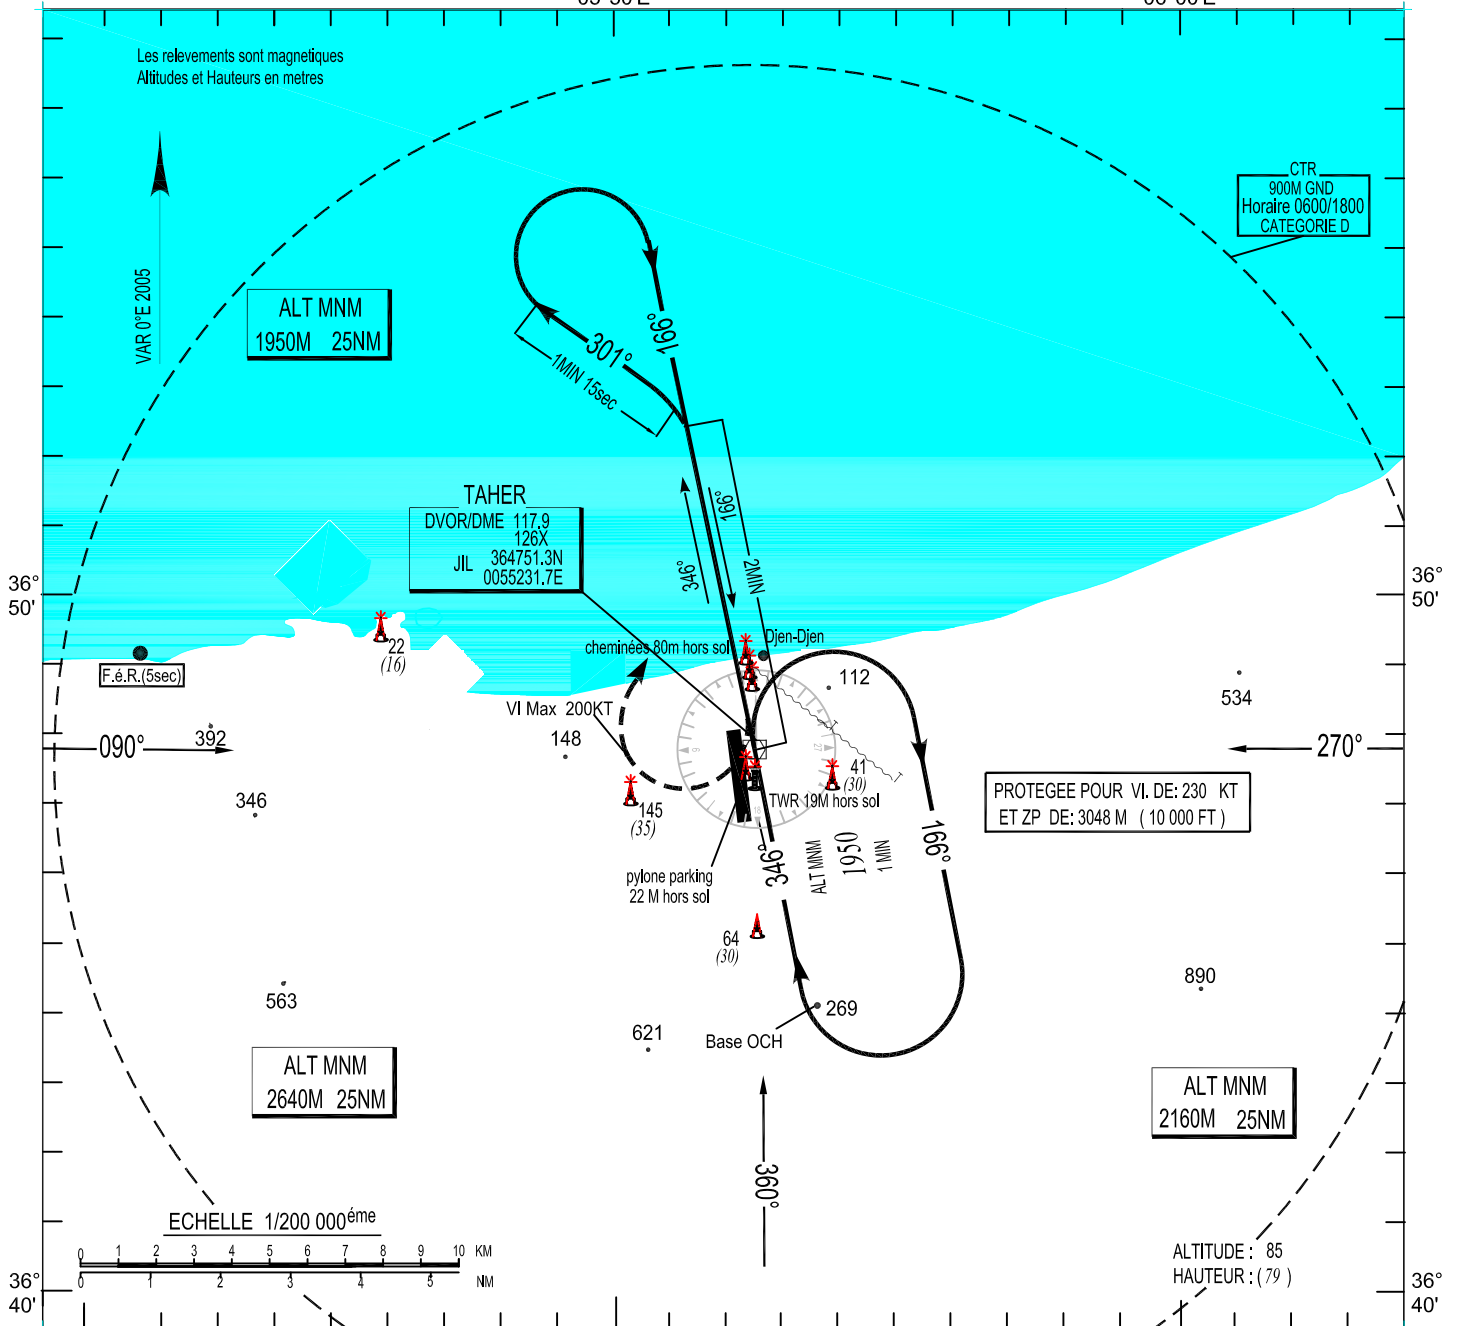 Les relevements sont magnetiques
Altitudes et Hauteurs en metres
VAR 0°E 2005
CTR
900M GND
Horaire 0600/1800
CATEGORIE D
ALT MNM
1950M 25NM
166°
301°
1MIN 15sec
TAHER
DVOR/DME 117.9
126X
JIL 364751.3N
0055231.7E
166°
346°
2MIN
36°
50'
36°
50'
22
(16)
F.é.R.(5sec)
cheminées 80m hors sol
Djen-Djen
112
534
VI Max 200KT
392
148
090°
270°
346
145
(35)
41
(30)
TWR 19M hors sol
PROTEGEE POUR VI. DE: 230 KT
ET ZP DE: 3048 M ( 10 000 FT )
346°
ALT MNM
1950
1 MIN
166°
pylone parking
22 M hors sol
64
(30)
563
890
269
621
Base OCH
ALT MNM
2640M 25NM
ALT MNM
2160M 25NM
360°
ECHELLE 1/200 000éme
0 1 2 3 4 5 6 7 8 9 10 KM
0 1 2 3 4 5 NM
ALTITUDE : 85
HAUTEUR : (79)
36°
40'
36°
40'